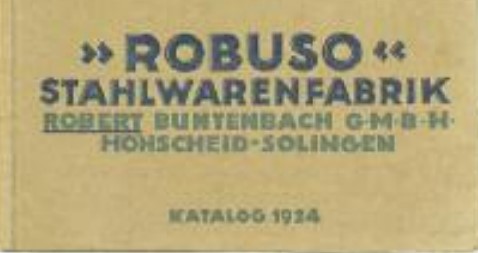 » ROBUSO «
STAHLWARENFABRIK
ROBERT BUNTENBACH G·M·B·H·
HÖHSCHEID-SOLINGEN
KATALOG 1924